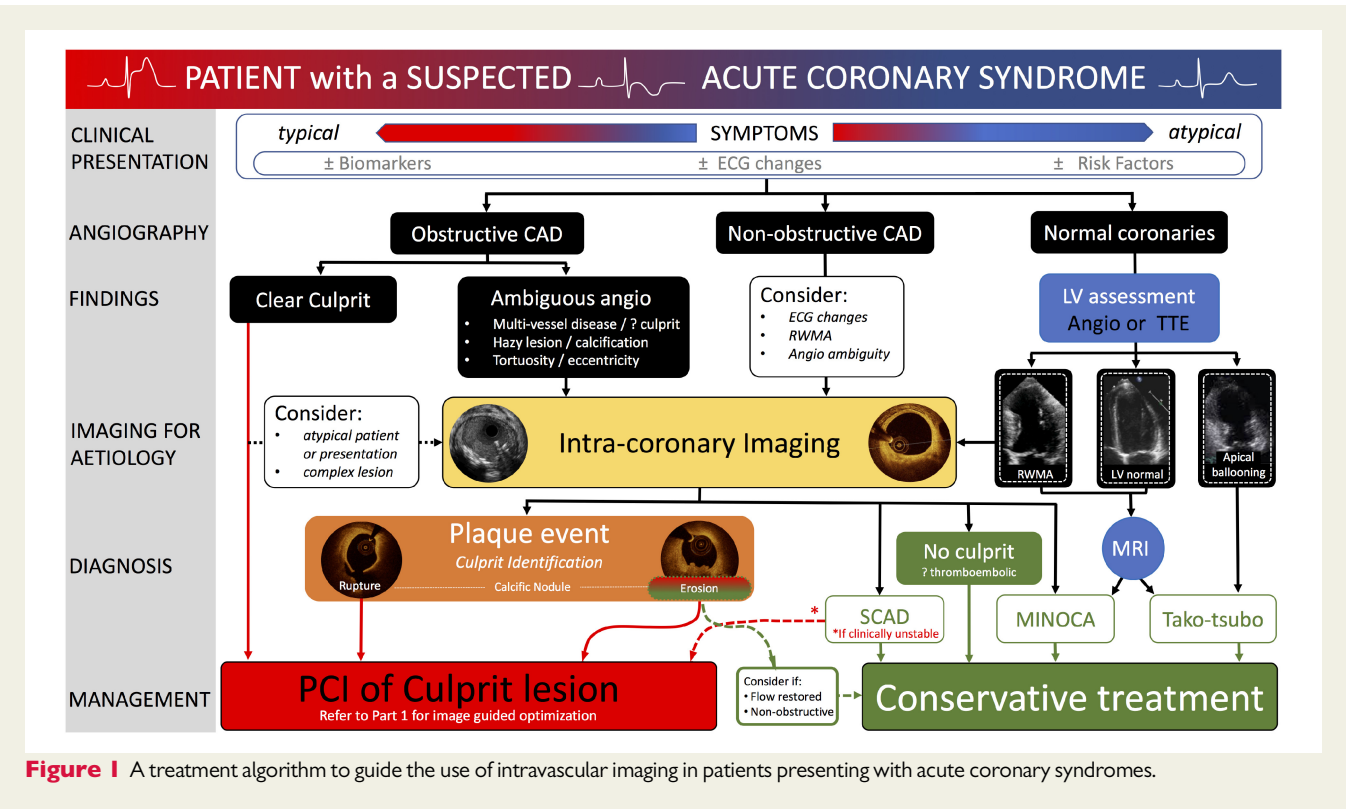 PATIENT with a SUSPECTED ACUTE CORONARY SYNDROME
CLINICAL
PRESENTATION
typical SYMPTOMS atypical
± Biomarkers ± ECG changes ± Risk Factors
ANGIOGRAPHY
Obstructive CAD
Non-obstructive CAD
Normal coronaries
FINDINGS
Clear Culprit
Ambiguous angio
• Multi-vessel disease / ? culprit
• Hazy lesion / calcification
• Tortuosity / eccentricity
Consider:
• ECG changes
• RWMA
• Angio ambiguity
LV assessment
Angio or TTE
RWMA
LV normal
Apical
ballooning
IMAGING FOR
AETIOLOGY
Consider:
• atypical patient
or presentation
• complex lesion
Intra-coronary Imaging
DIAGNOSIS
Plaque event
Culprit Identification
Rupture
Calcific Nodule
Erosion
No culprit
? thromboembolic
MRI
*
SCAD
*If clinically unstable
MINOCA
Tako-tsubo
MANAGEMENT
PCI of Culprit lesion
Refer to Part 1 for image guided optimization
Consider if:
• Flow restored
• Non-obstructive
Conservative treatment
Figure 1 A treatment algorithm to guide the use of intravascular imaging in patients presenting with acute coronary syndromes.